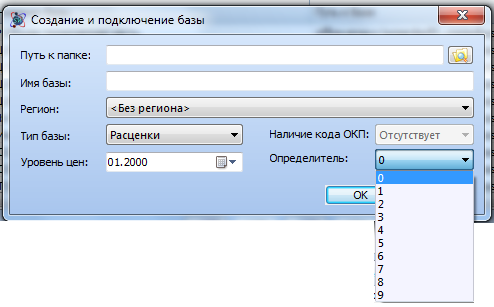 Создание и подключение базы
Путь к папке:
Имя базы:
Регион: <Без региона>
Тип базы: Расценки Наличие кода ОКП: Отсутствует
Уровень цен: 01.2000 Определитель: 0
OK
0
1
2
3
4
5
6
7
8
9